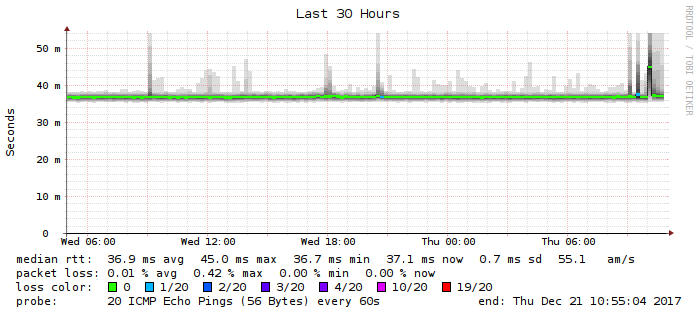 Last 30 Hours
RRDTOOL / TOBI OETIKER
Seconds
50 m
40 m
30 m
20 m
10 m
0
Wed 06:00 Wed 12:00 Wed 18:00 Thu 00:00 Thu 06:00
median rtt: 36.9 ms avg 45.0 ms max 36.7 ms min 37.1 ms now 0.7 ms sd 55.1 am/s
packet loss: 0.01 % avg 0.42 % max 0.00 % min 0.00 % now
loss color: 0 1/20 2/20 3/20 4/20 10/20 19/20
probe: 20 ICMP Echo Pings (56 Bytes) every 60s end: Thu Dec 21 10:55:04 2017